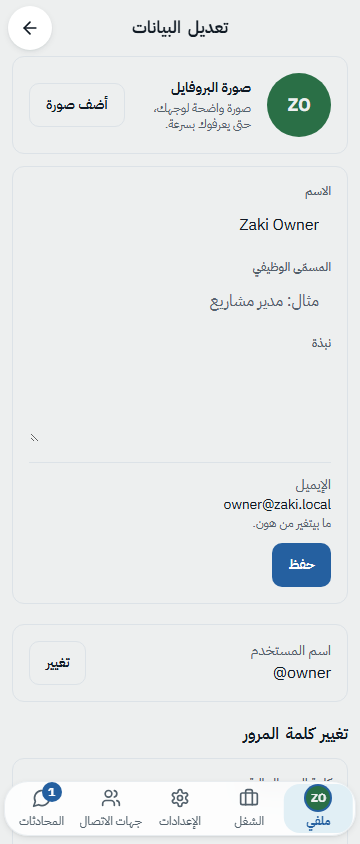 تعديل البيانات
ZO
صورة البروفايل
صورة واضحة لوجهك،
حتى يعرفوك بسرعة.
أضف صورة
الاسم
Zaki Owner
المسمّى الوظيفي
مثال: مدير مشاريع
نبذة
الإيميل
owner@zaki.local
ما بيتغير من هون.
حفظ
اسم المستخدم
@owner
تغيير
تغيير كلمة المرور
ZO
ملفي
الشغل
الإعدادات
جهات الاتصال
1
المحادثات